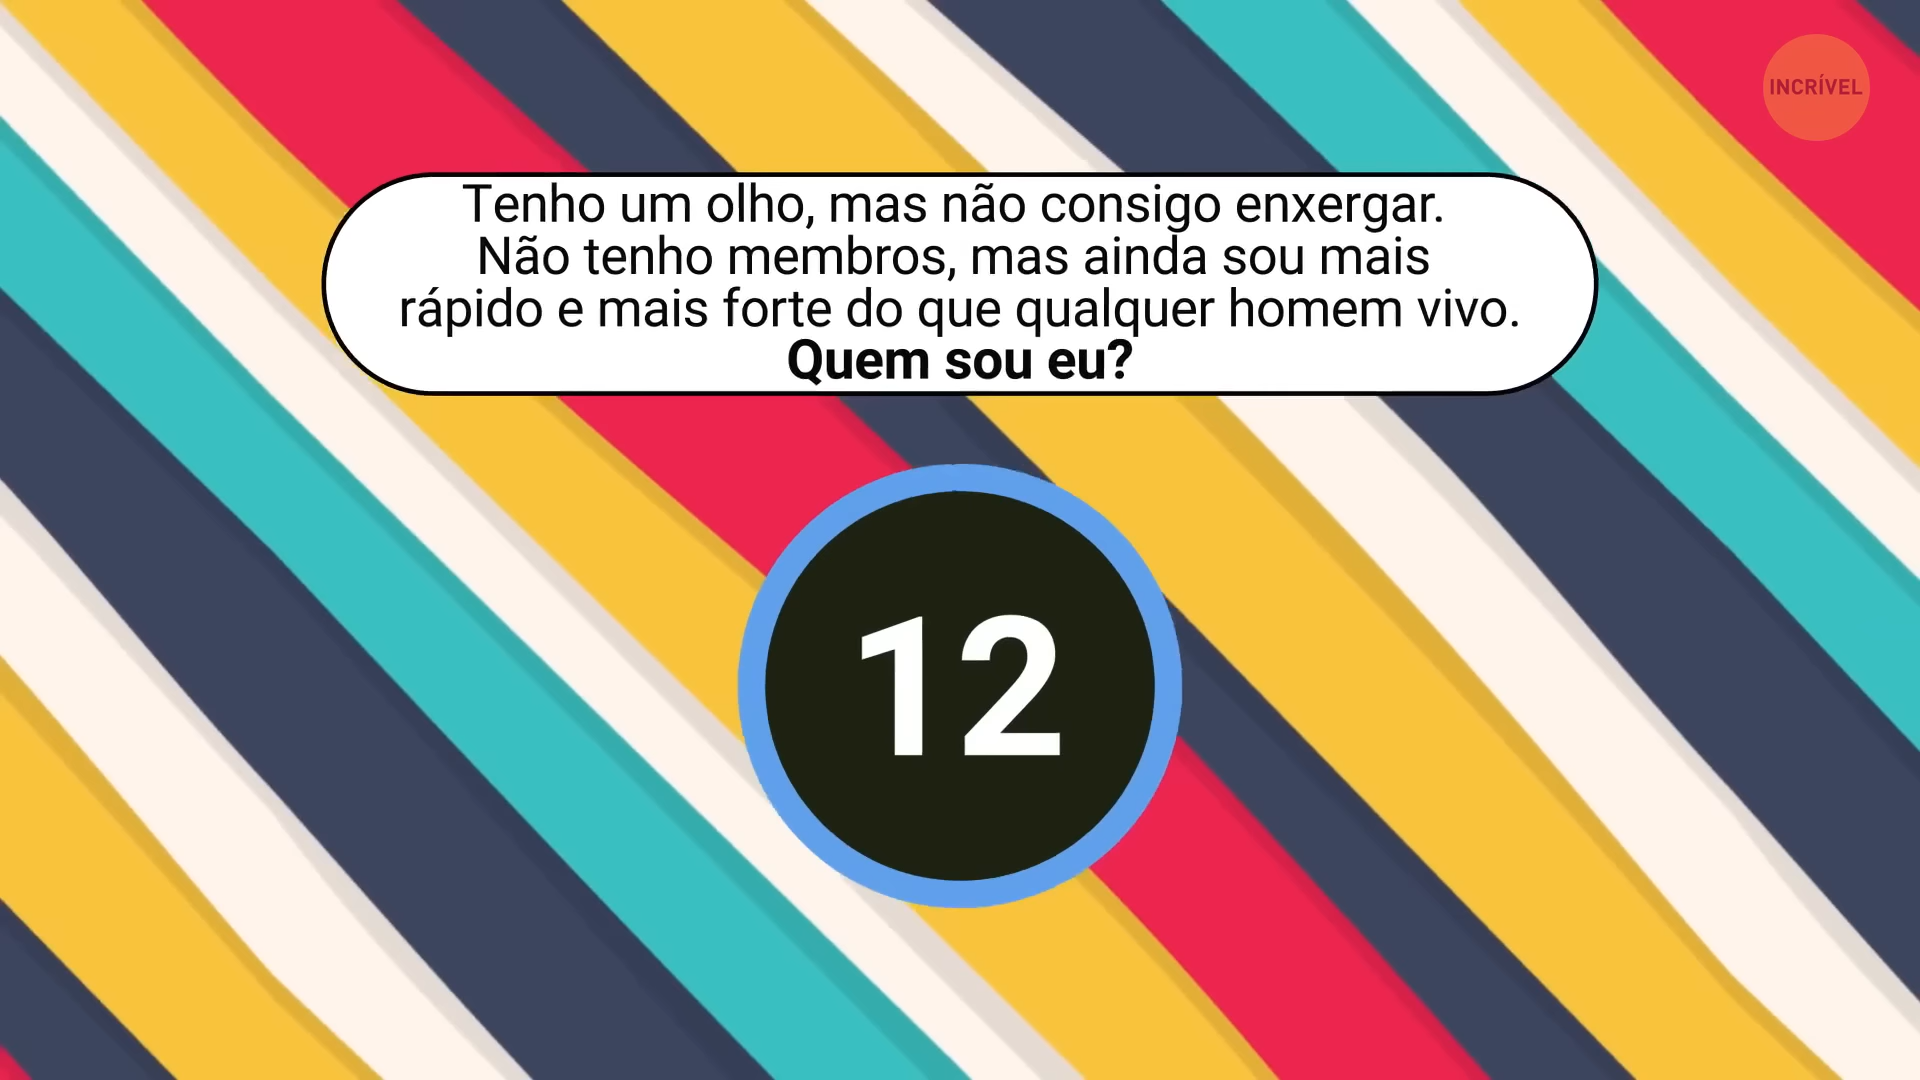 INCRÍVEL
Tenho um olho, mas não consigo enxergar.
Não tenho membros, mas ainda sou mais
rápido e mais forte do que qualquer homem vivo.
Quem sou eu?
12